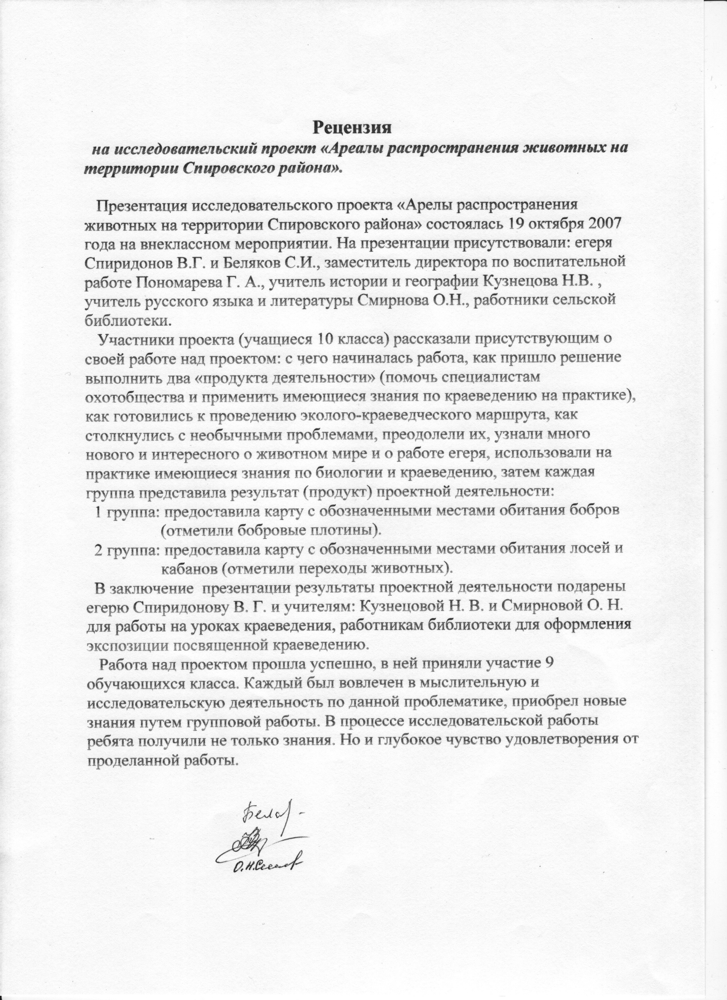 Рецензия
на исследовательский проект «Ареалы распространения животных на
территории Спировского района».
Презентация исследовательского проекта «Арелы распространения
животных на территории Спировского района» состоялась 19 октября 2007
года на внеклассном мероприятии. На презентации присутствовали: егеря
Спиридонов В.Г. и Беляков С.И., заместитель директора по воспитательной
работе Пономарева Г. А., учитель истории и географии Кузнецова Н.В. ,
учитель русского языка и литературы Смирнова О.Н., работники сельской
библиотеки.
Участники проекта (учащиеся 10 класса) рассказали присутствующим о
своей работе над проектом: с чего начиналась работа, как пришло решение
выполнить два «продукта деятельности» (помочь специалистам
охотобщества и применить имеющиеся знания по краеведению на практике),
как готовились к проведению эколого-краеведческого маршрута, как
столкнулись с необычными проблемами, преодолели их, узнали много
нового и интересного о животном мире и о работе егеря, использовали на
практике имеющиеся знания по биологии и краеведению, затем каждая
группа представила результат (продукт) проектной деятельности:
1 группа: предоставила карту с обозначенными местами обитания бобров
(отметили бобровые плотины).
2 группа: предоставила карту с обозначенными местами обитания лосей и
кабанов (отметили переходы животных).
В заключение презентации результаты проектной деятельности подарены
егерю Спиридонову В. Г. и учителям: Кузнецовой Н. В. и Смирновой О. Н.
для работы на уроках краеведения, работникам библиотеки для оформления
экспозиции посвященной краеведению.
Работа над проектом прошла успешно, в ней приняли участие 9
обучающихся класса. Каждый был вовлечен в мыслительную и
исследовательскую деятельность по данной проблематике, приобрел новые
знания путем групповой работы. В процессе исследовательской работы
ребята получили не только знания. Но и глубокое чувство удовлетворения от
проделанной работы.
О.Н.